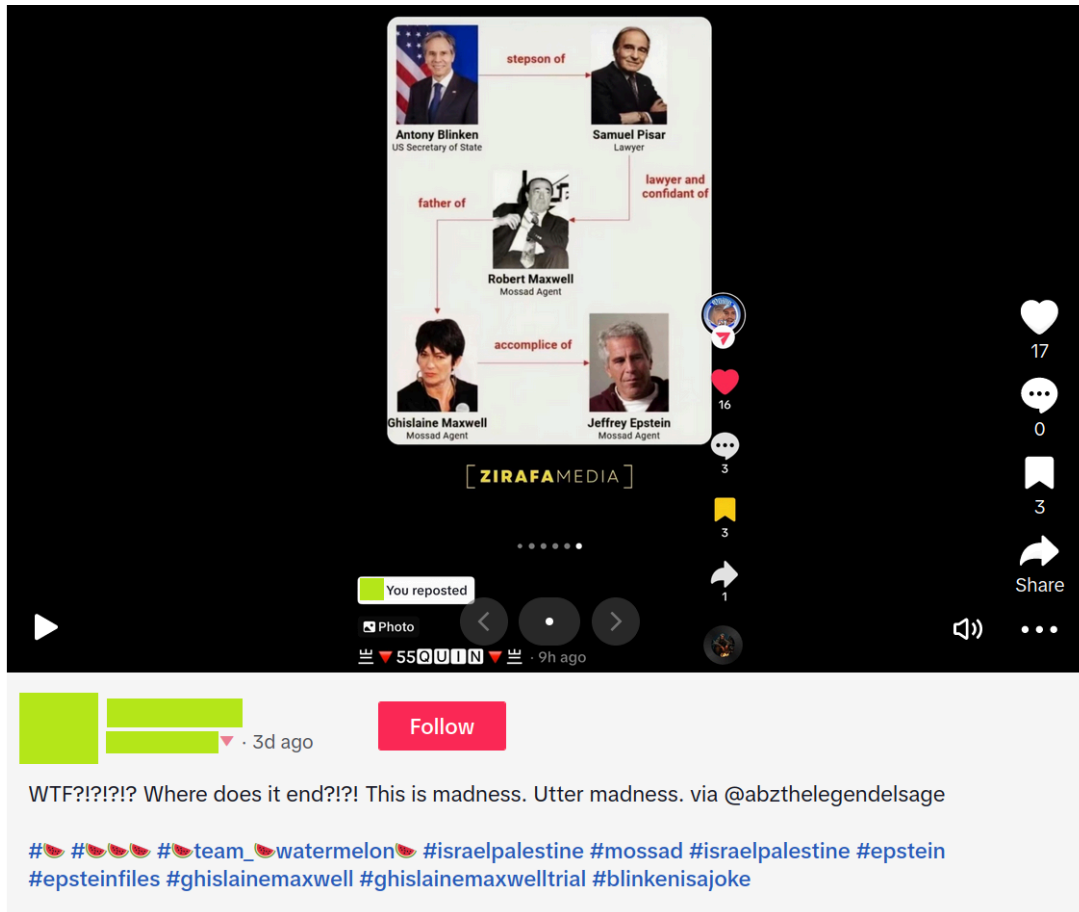 stepson of
Antony Blinken
US Secretary of State
Samuel Pisar
Lawyer
lawyer and
confidant of
father of
Robert Maxwell
Mossad Agent
accomplice of
Ghislaine Maxwell
Mossad Agent
Jeffrey Epstein
Mossad Agent
[ZIRAFAMEDIA]
16
3
3
1
17
0
3
Share
You reposted
Photo
亗🔻55🆀🆄🅸🅽🔻亗 · 9h ago
· 3d ago
Follow
WTF?!?!?!? Where does it end?!?! This is madness. Utter madness. via @abzthelegendelsage
#🍉 #🍉🍉🍉 #🍉team_🍉watermelon🍉 #israelpalestine #mossad #israelpalestine #epstein
#epsteinfiles #ghislainemaxwell #ghislainemaxwelltrial #blinkenisajoke